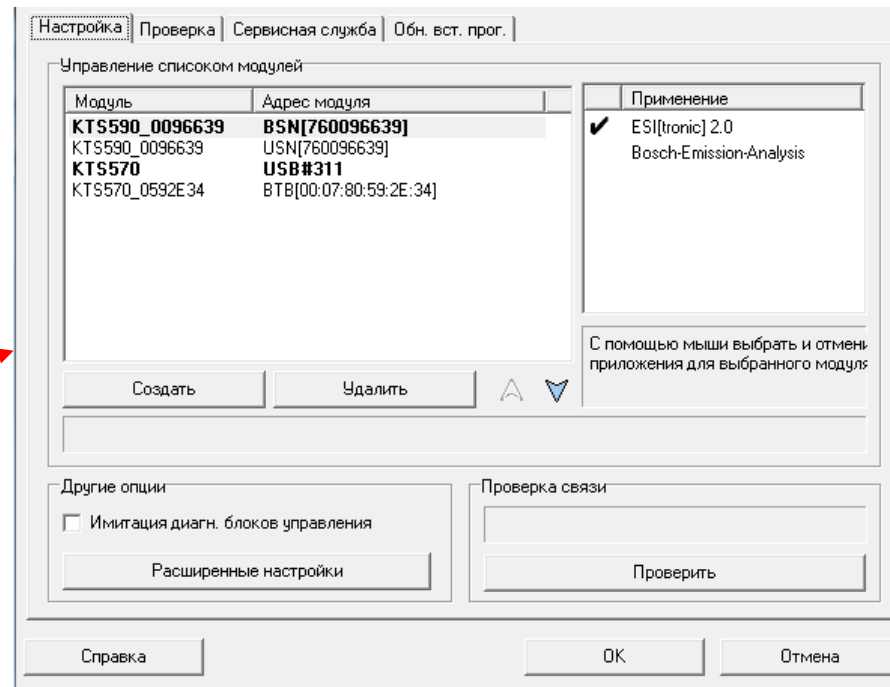 Настройка Проверка Сервисная служба Обн. вст. прог.
Управление списоком модулей
Модуль Адрес модуля Применение
KTS590_0096639 BSN[760096639] ESI[tronic] 2.0
KTS590_0096639 USN[760096639] Bosch-Emission-Analysis
KTS570 USB#311
KTS570_0592E34 BTB[00:07:80:59:2E:34]
С помощью мыши выбрать и отмени
приложения для выбранного модуля
Создать Удалить
Другие опции Проверка связи
Имитация диагн. блоков управления
Расширенные настройки Проверить
Справка OK Отмена